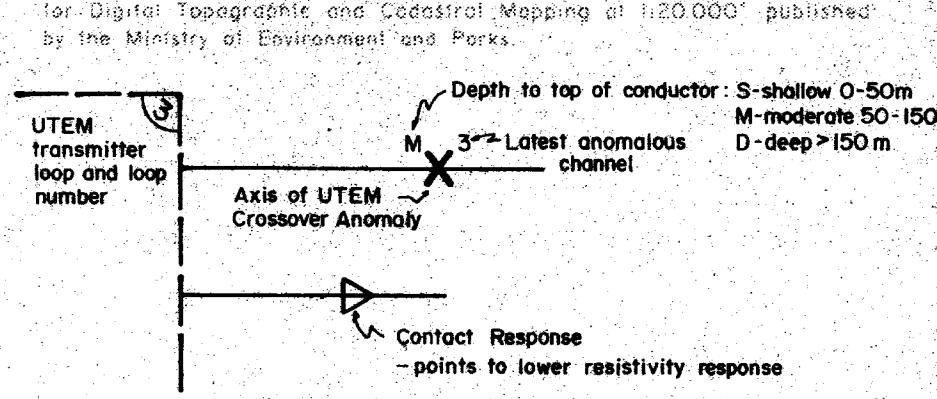 for Digital Topographic and Cadastral Mapping at 1:20 000" published
by the Ministry of Environment and Parks.
Depth to top of conductor: S-shallow 0-50m
M-moderate 50-150
D-deep >150 m
UTEM
transmitter
loop and loop
number
M
3
Latest anomalous
channel
Axis of UTEM
Crossover Anomaly
Contact Response
- points to lower resistivity response